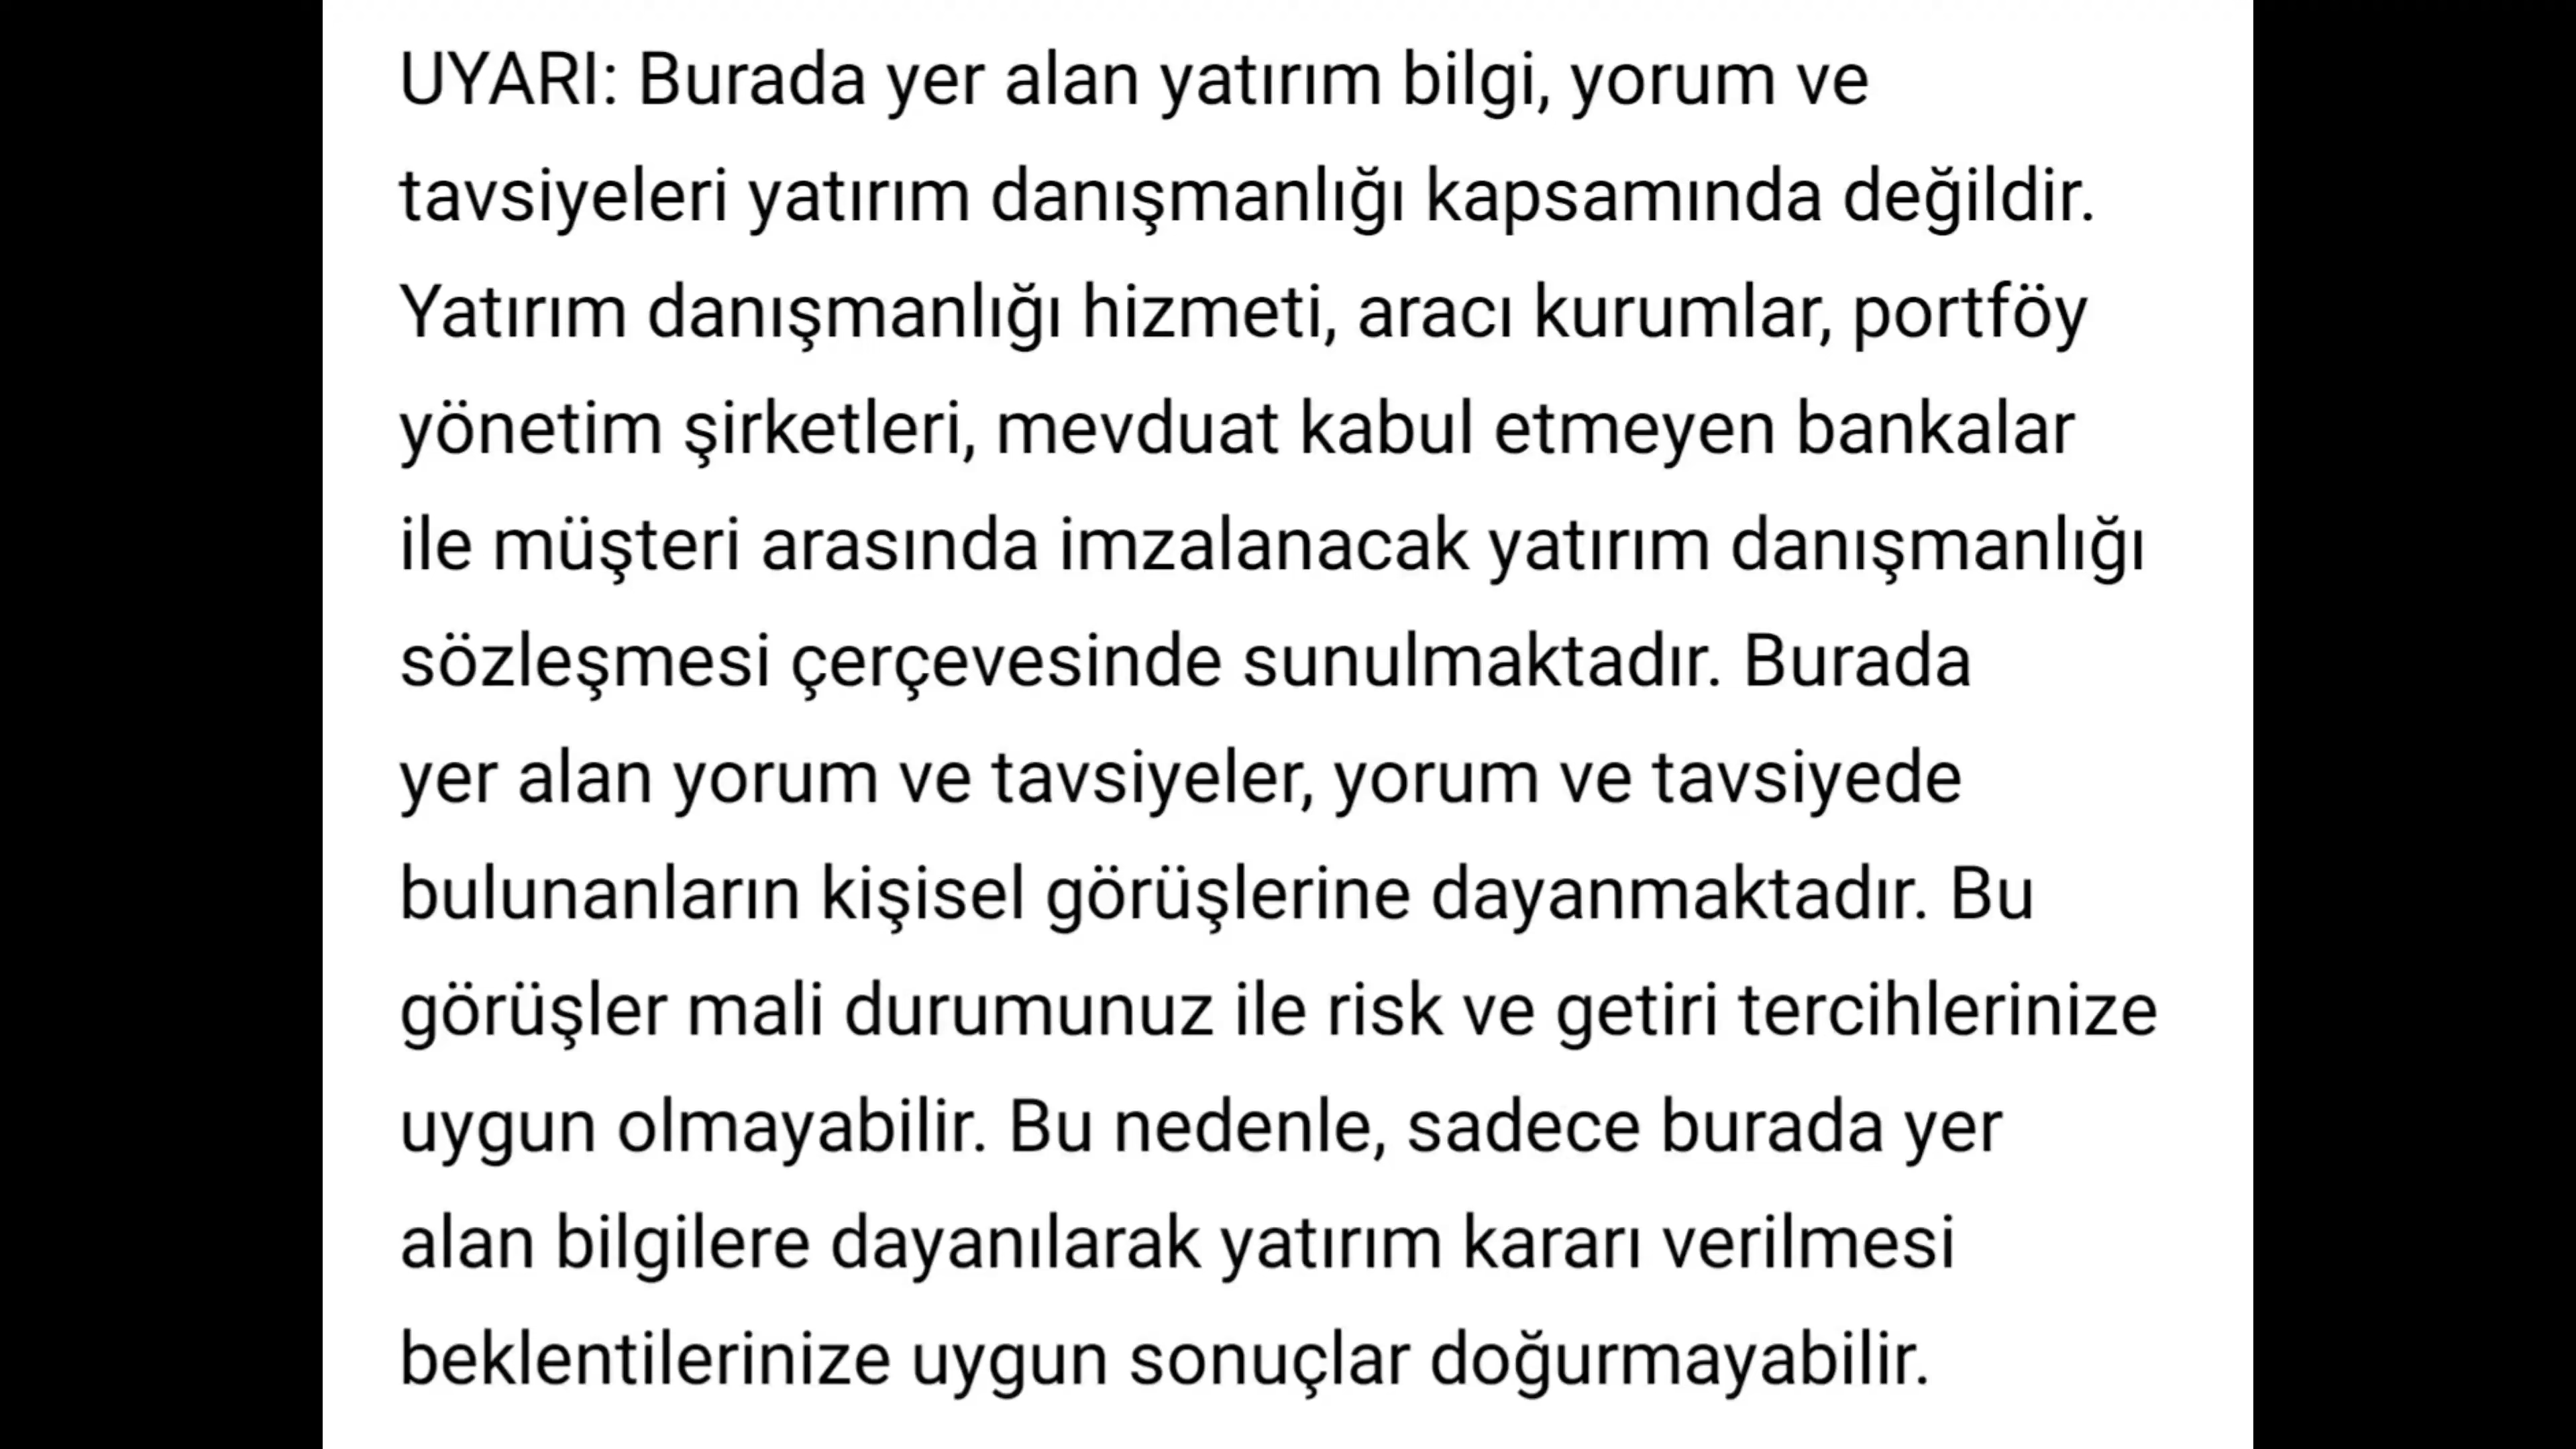 UYARI: Burada yer alan yatırım bilgi, yorum ve
tavsiyeleri yatırım danışmanlığı kapsamında değildir.
Yatırım danışmanlığı hizmeti, aracı kurumlar, portföy
yönetim şirketleri, mevduat kabul etmeyen bankalar
ile müşteri arasında imzalanacak yatırım danışmanlığı
sözleşmesi çerçevesinde sunulmaktadır. Burada
yer alan yorum ve tavsiyeler, yorum ve tavsiyede
bulunanların kişisel görüşlerine dayanmaktadır. Bu
görüşler mali durumunuz ile risk ve getiri tercihlerinize
uygun olmayabilir. Bu nedenle, sadece burada yer
alan bilgilere dayanılarak yatırım kararı verilmesi
beklentilerinize uygun sonuçlar doğurmayabilir.